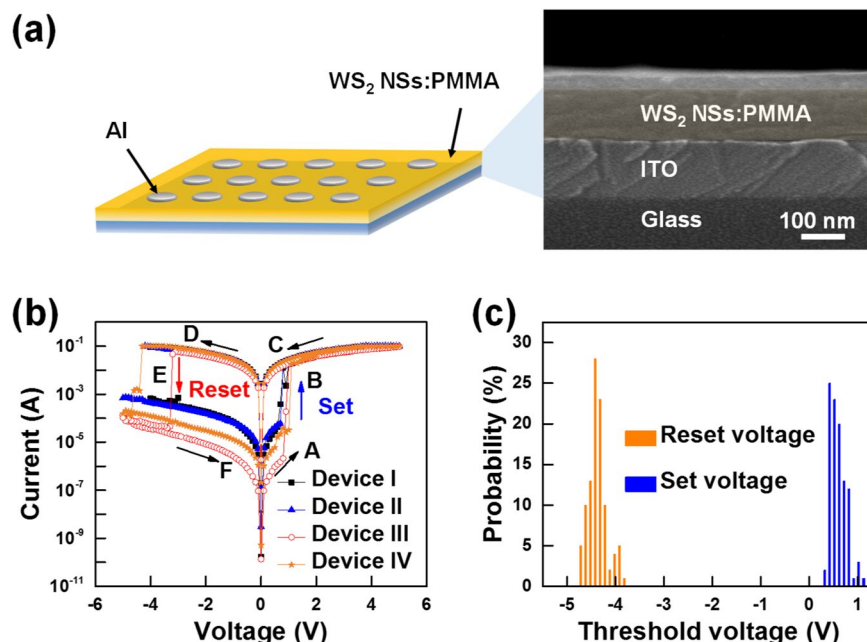 (a)
WS₂ NSs:PMMA
Al
WS₂ NSs:PMMA
ITO
Glass
100 nm
(b)
Current (A)
10⁻¹
10⁻³
10⁻⁵
10⁻⁷
10⁻⁹
10⁻¹¹
D
C
E
Reset
B
Set
A
F
Device I
Device II
Device III
Device IV
-6 -4 -2 0 2 4 6
Voltage (V)
(c)
Probability (%)
30
25
20
15
10
5
0
Reset voltage
Set voltage
-5 -4 -3 -2 -1 0 1
Threshold voltage (V)